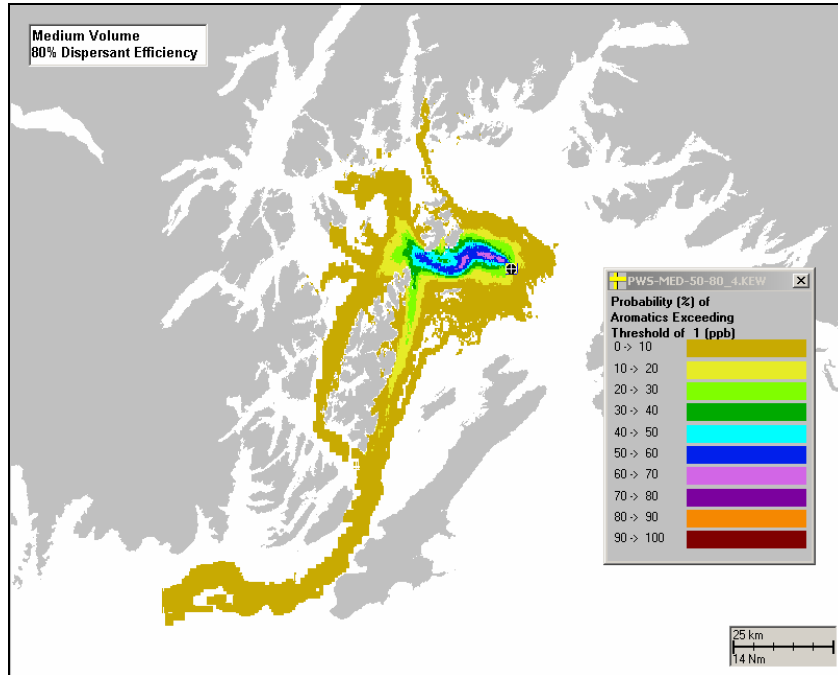 Medium Volume
80% Dispersant Efficiency
PWS-MED-50-80_4.KEW
Probability (%) of
Aromatics Exceeding
Threshold of 1 (ppb)
0 -> 10
10 -> 20
20 -> 30
30 -> 40
40 -> 50
50 -> 60
60 -> 70
70 -> 80
80 -> 90
90 -> 100
25 km
14 Nm